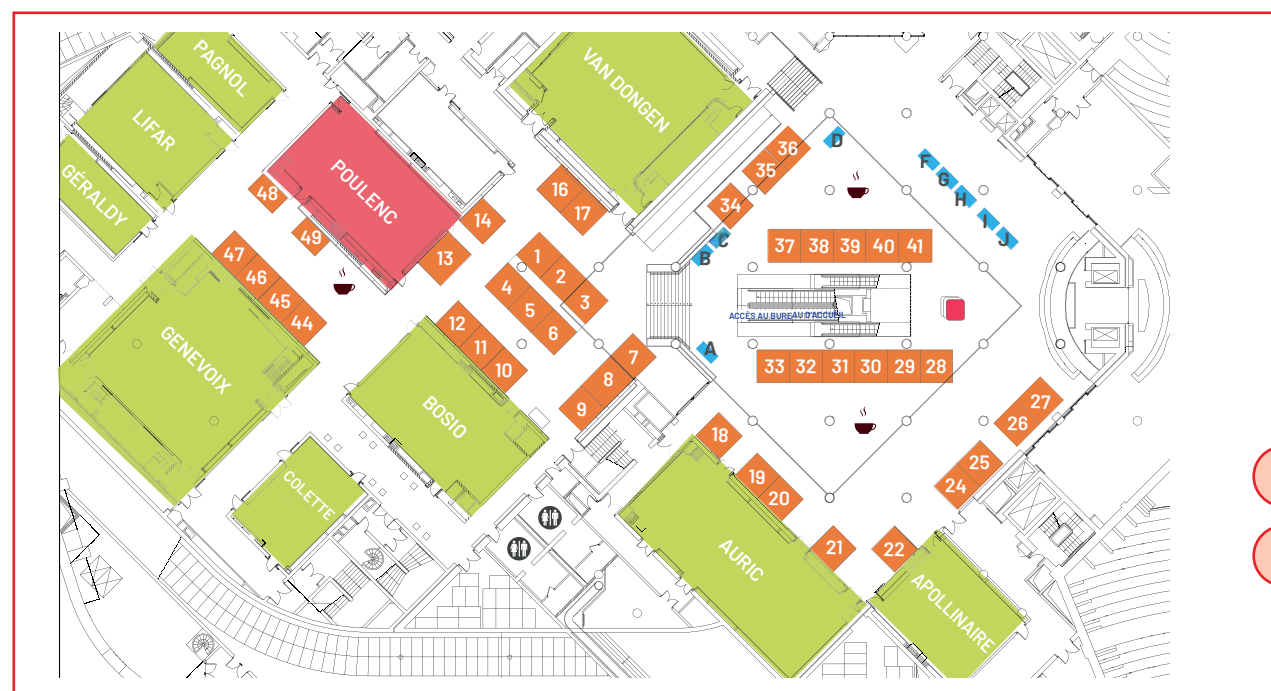 PAGNOL
LIFAR
GÉRALDY
POULENC
VAN DONGEN
GENEVOIX
BOSIO
COLETTE
AURIC
APOLLINAIRE
48
49
47
46
45
44
14
13
16
17
1
2
3
4
5
6
12
11
10
7
8
9
36
35
34
D
C
B
A
F
G
H
I
J
37 38 39 40 41
ACCÈS AU BUREAU D'ACCUEIL
33 32 31 30 29 28
27
26
25
24
18
19
20
21
22